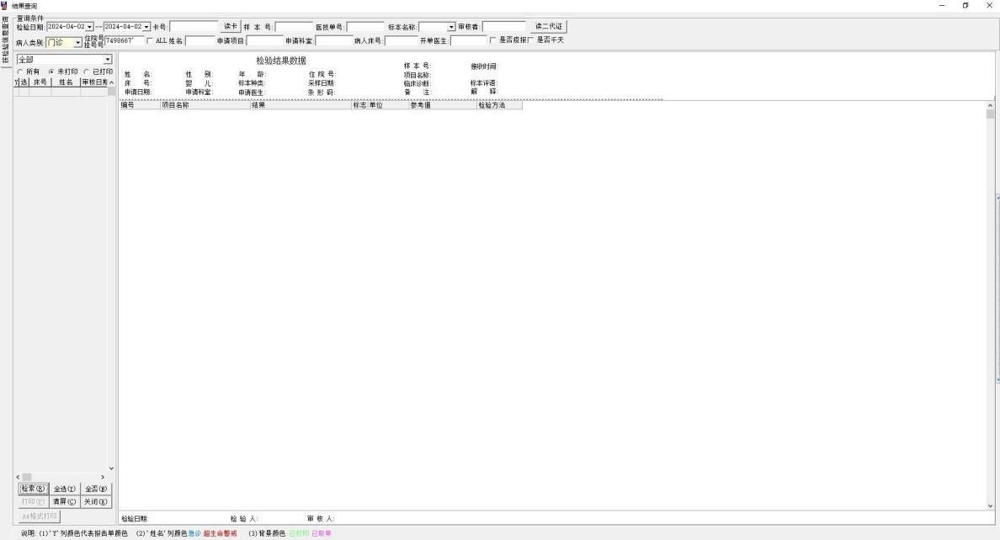 结果查询
按检验信息查询
查询条件
检验日期: 2024-04-02 -- 2024-04-02 卡号: 读卡 样 本 号: 医技单号: 标本名称: 审核者: 读二代证
病人类别: 门诊 住院号 挂号号 7498667' ALL 姓名: 申请项目: 申请科室: 病人床号: 开单医生: 是否疫报 是否千天
全部
所有 未打印 已打印
Y 选 床号 姓名 审核日期
检验结果数据
样 本 号: 接收时间:
姓 名: 性 别: 年 龄: 住 院 号: 项目名称:
床 号: 婴 儿: 标本种类: 采样日期: 临床诊断: 标本评语:
申请日期: 申请科室: 申请医生: 条 形 码: 备 注: 解 释:
编号 项目名称 结果 标志 单位 参考值 检验方法
检索(R) 全选(Y) 全否(N)
打印(P) 清屏(C) 关闭(X)
A4格式打印
检验日期: 检 验 人: 审 核 人:
说明: (1)'Y'列颜色代表报告单颜色 (2)'姓名'列颜色 急诊 超生命警戒 (3)背景颜色 已打印 已取单